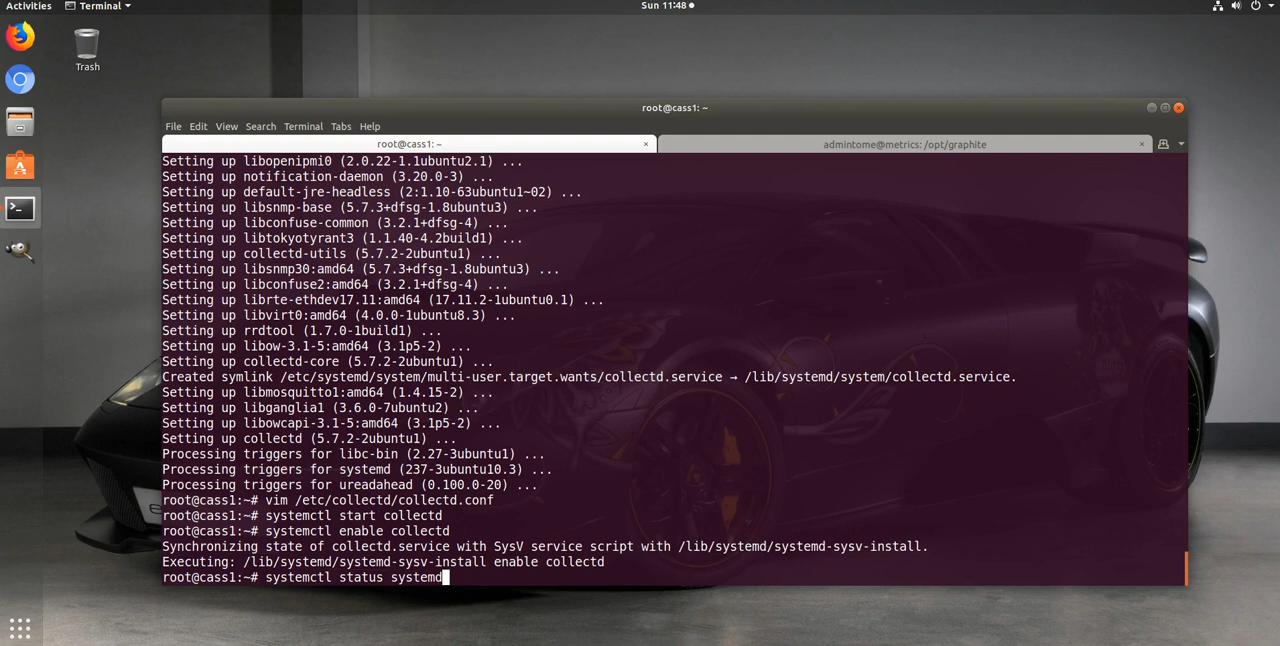 Activities
Terminal
Sun 11:48
Trash
root@cass1: ~
File Edit View Search Terminal Tabs Help
root@cass1: ~
admintome@metrics: /opt/graphite
Setting up libopenipmi0 (2.0.22-1.1ubuntu2.1) ...
Setting up notification-daemon (3.20.0-3) ...
Setting up default-jre-headless (2:1.10-63ubuntu1~02) ...
Setting up libsnmp-base (5.7.3+dfsg-1.8ubuntu3) ...
Setting up libconfuse-common (3.2.1+dfsg-4) ...
Setting up libtokyotyrant3 (1.1.40-4.2build1) ...
Setting up collectd-utils (5.7.2-2ubuntu1) ...
Setting up libsnmp30:amd64 (5.7.3+dfsg-1.8ubuntu3) ...
Setting up libconfuse2:amd64 (3.2.1+dfsg-4) ...
Setting up librte-ethdev17.11:amd64 (17.11.2-1ubuntu0.1) ...
Setting up libvirt0:amd64 (4.0.0-1ubuntu8.3) ...
Setting up rrdtool (1.7.0-1build1) ...
Setting up libow-3.1-5:amd64 (3.1p5-2) ...
Setting up collectd-core (5.7.2-2ubuntu1) ...
Created symlink /etc/systemd/system/multi-user.target.wants/collectd.service → /lib/systemd/system/collectd.service.
Setting up libmosquitto1:amd64 (1.4.15-2) ...
Setting up libganglia1 (3.6.0-7ubuntu2) ...
Setting up libowcapi-3.1-5:amd64 (3.1p5-2) ...
Setting up collectd (5.7.2-2ubuntu1) ...
Processing triggers for libc-bin (2.27-3ubuntu1) ...
Processing triggers for systemd (237-3ubuntu10.3) ...
Processing triggers for ureadahead (0.100.0-20) ...
root@cass1:~# vim /etc/collectd/collectd.conf
root@cass1:~# systemctl start collectd
root@cass1:~# systemctl enable collectd
Synchronizing state of collectd.service with SysV service script with /lib/systemd/systemd-sysv-install.
Executing: /lib/systemd/systemd-sysv-install enable collectd
root@cass1:~# systemctl status systemd